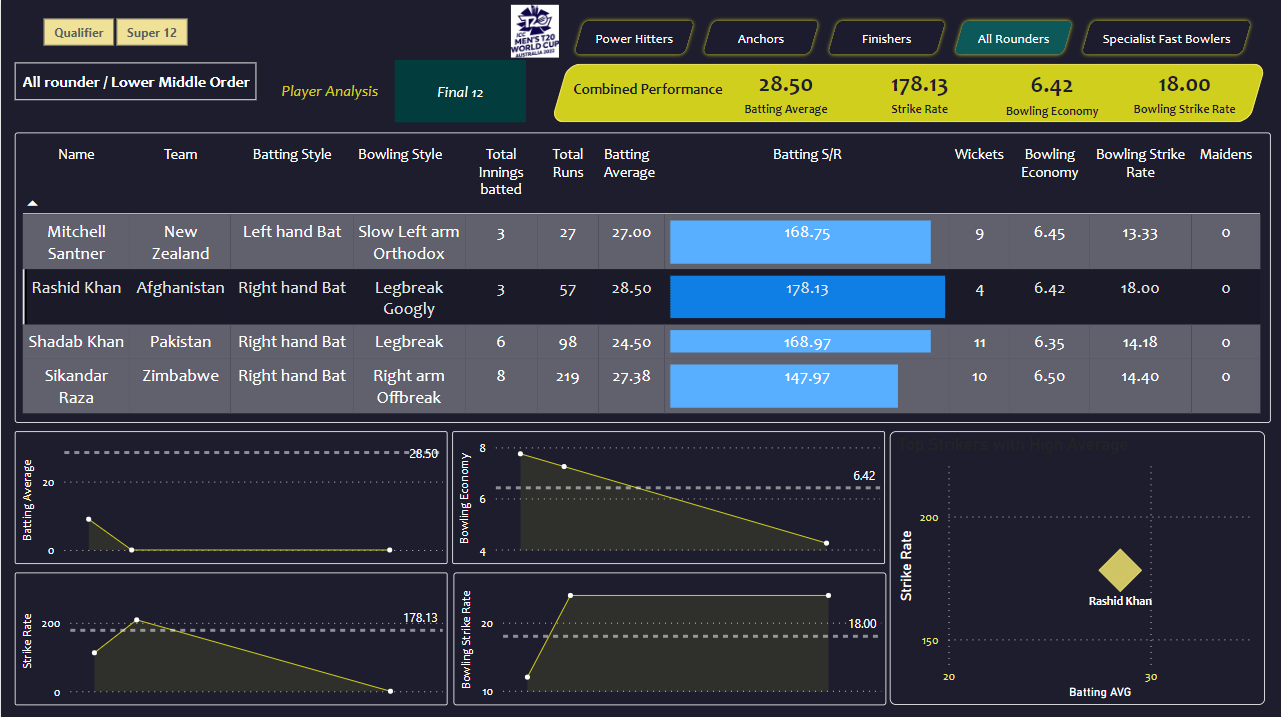 Qualifier
Super 12
ICC
MEN'S T20
WORLD CUP
AUSTRALIA 2022
Power Hitters
Anchors
Finishers
All Rounders
Specialist Fast Bowlers
All rounder / Lower Middle Order
Player Analysis
Final 12
Combined Performance
28.50
Batting Average
178.13
Strike Rate
6.42
Bowling Economy
18.00
Bowling Strike Rate
Name
Team
Batting Style
Bowling Style
Total
Innings
batted
Total
Runs
Batting
Average
Batting S/R
Wickets
Bowling
Economy
Bowling Strike
Rate
Maidens
Mitchell
Santner
New
Zealand
Left hand Bat
Slow Left arm
Orthodox
3
27
27.00
168.75
9
6.45
13.33
0
Rashid Khan
Afghanistan
Right hand Bat
Legbreak
Googly
3
57
28.50
178.13
4
6.42
18.00
0
Shadab Khan
Pakistan
Right hand Bat
Legbreak
6
98
24.50
168.97
11
6.35
14.18
0
Sikandar
Raza
Zimbabwe
Right hand Bat
Right arm
Offbreak
8
219
27.38
147.97
10
6.50
14.40
0
Batting Average
20
0
28.50
Bowling Economy
8
6
4
6.42
Strike Rate
200
0
178.13
Bowling Strike Rate
20
10
18.00
Top Strikers with High Average
Strike Rate
200
150
Rashid Khan
20
30
Batting AVG